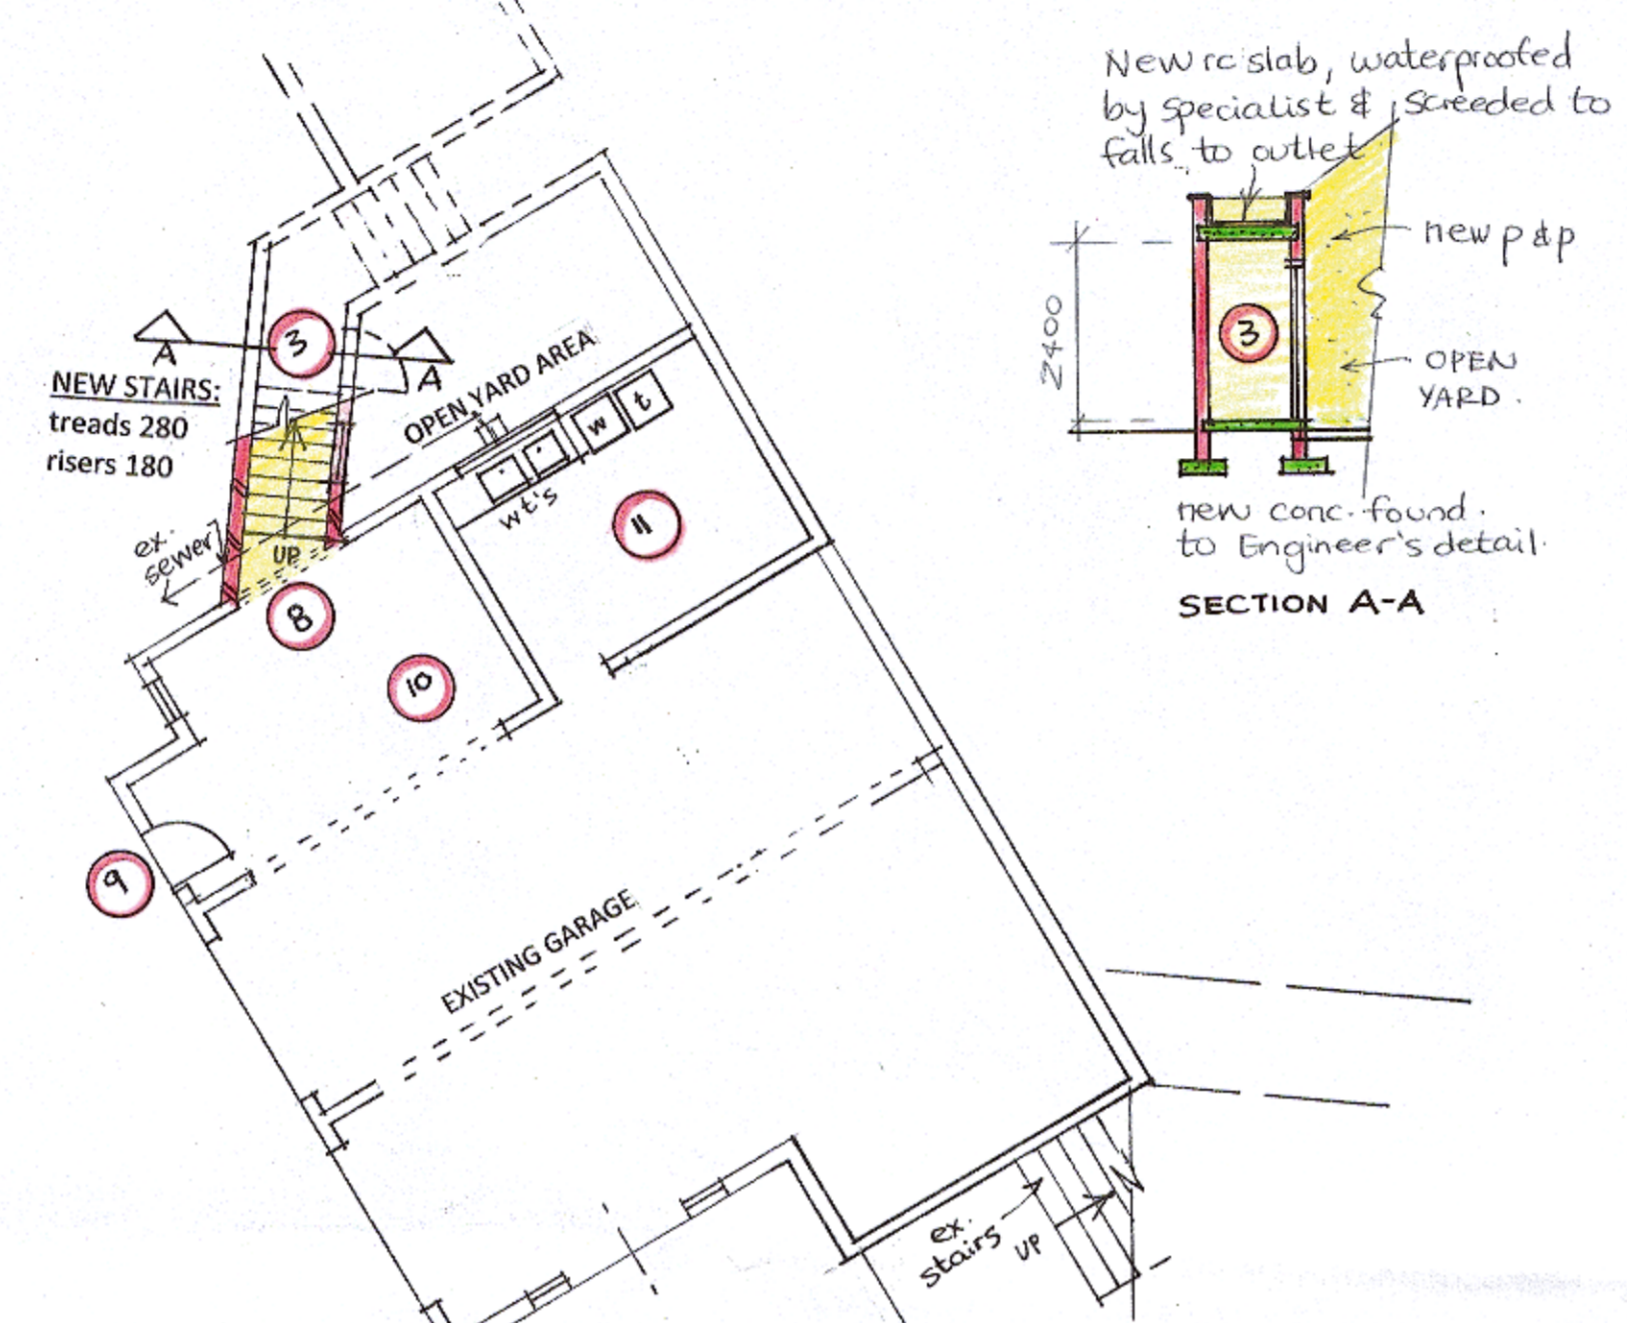 New rc slab, waterproofed
by specialist & screeded to
falls to outlet
new p & p
2400
3
OPEN
YARD.
new conc. found.
to Engineer's detail.
SECTION A-A
3
A
A
NEW STAIRS:
treads 280
risers 180
OPEN YARD AREA
w
t
wt's
11
ex.
sewer
UP
8
10
9
EXISTING GARAGE
ex.
stairs
UP